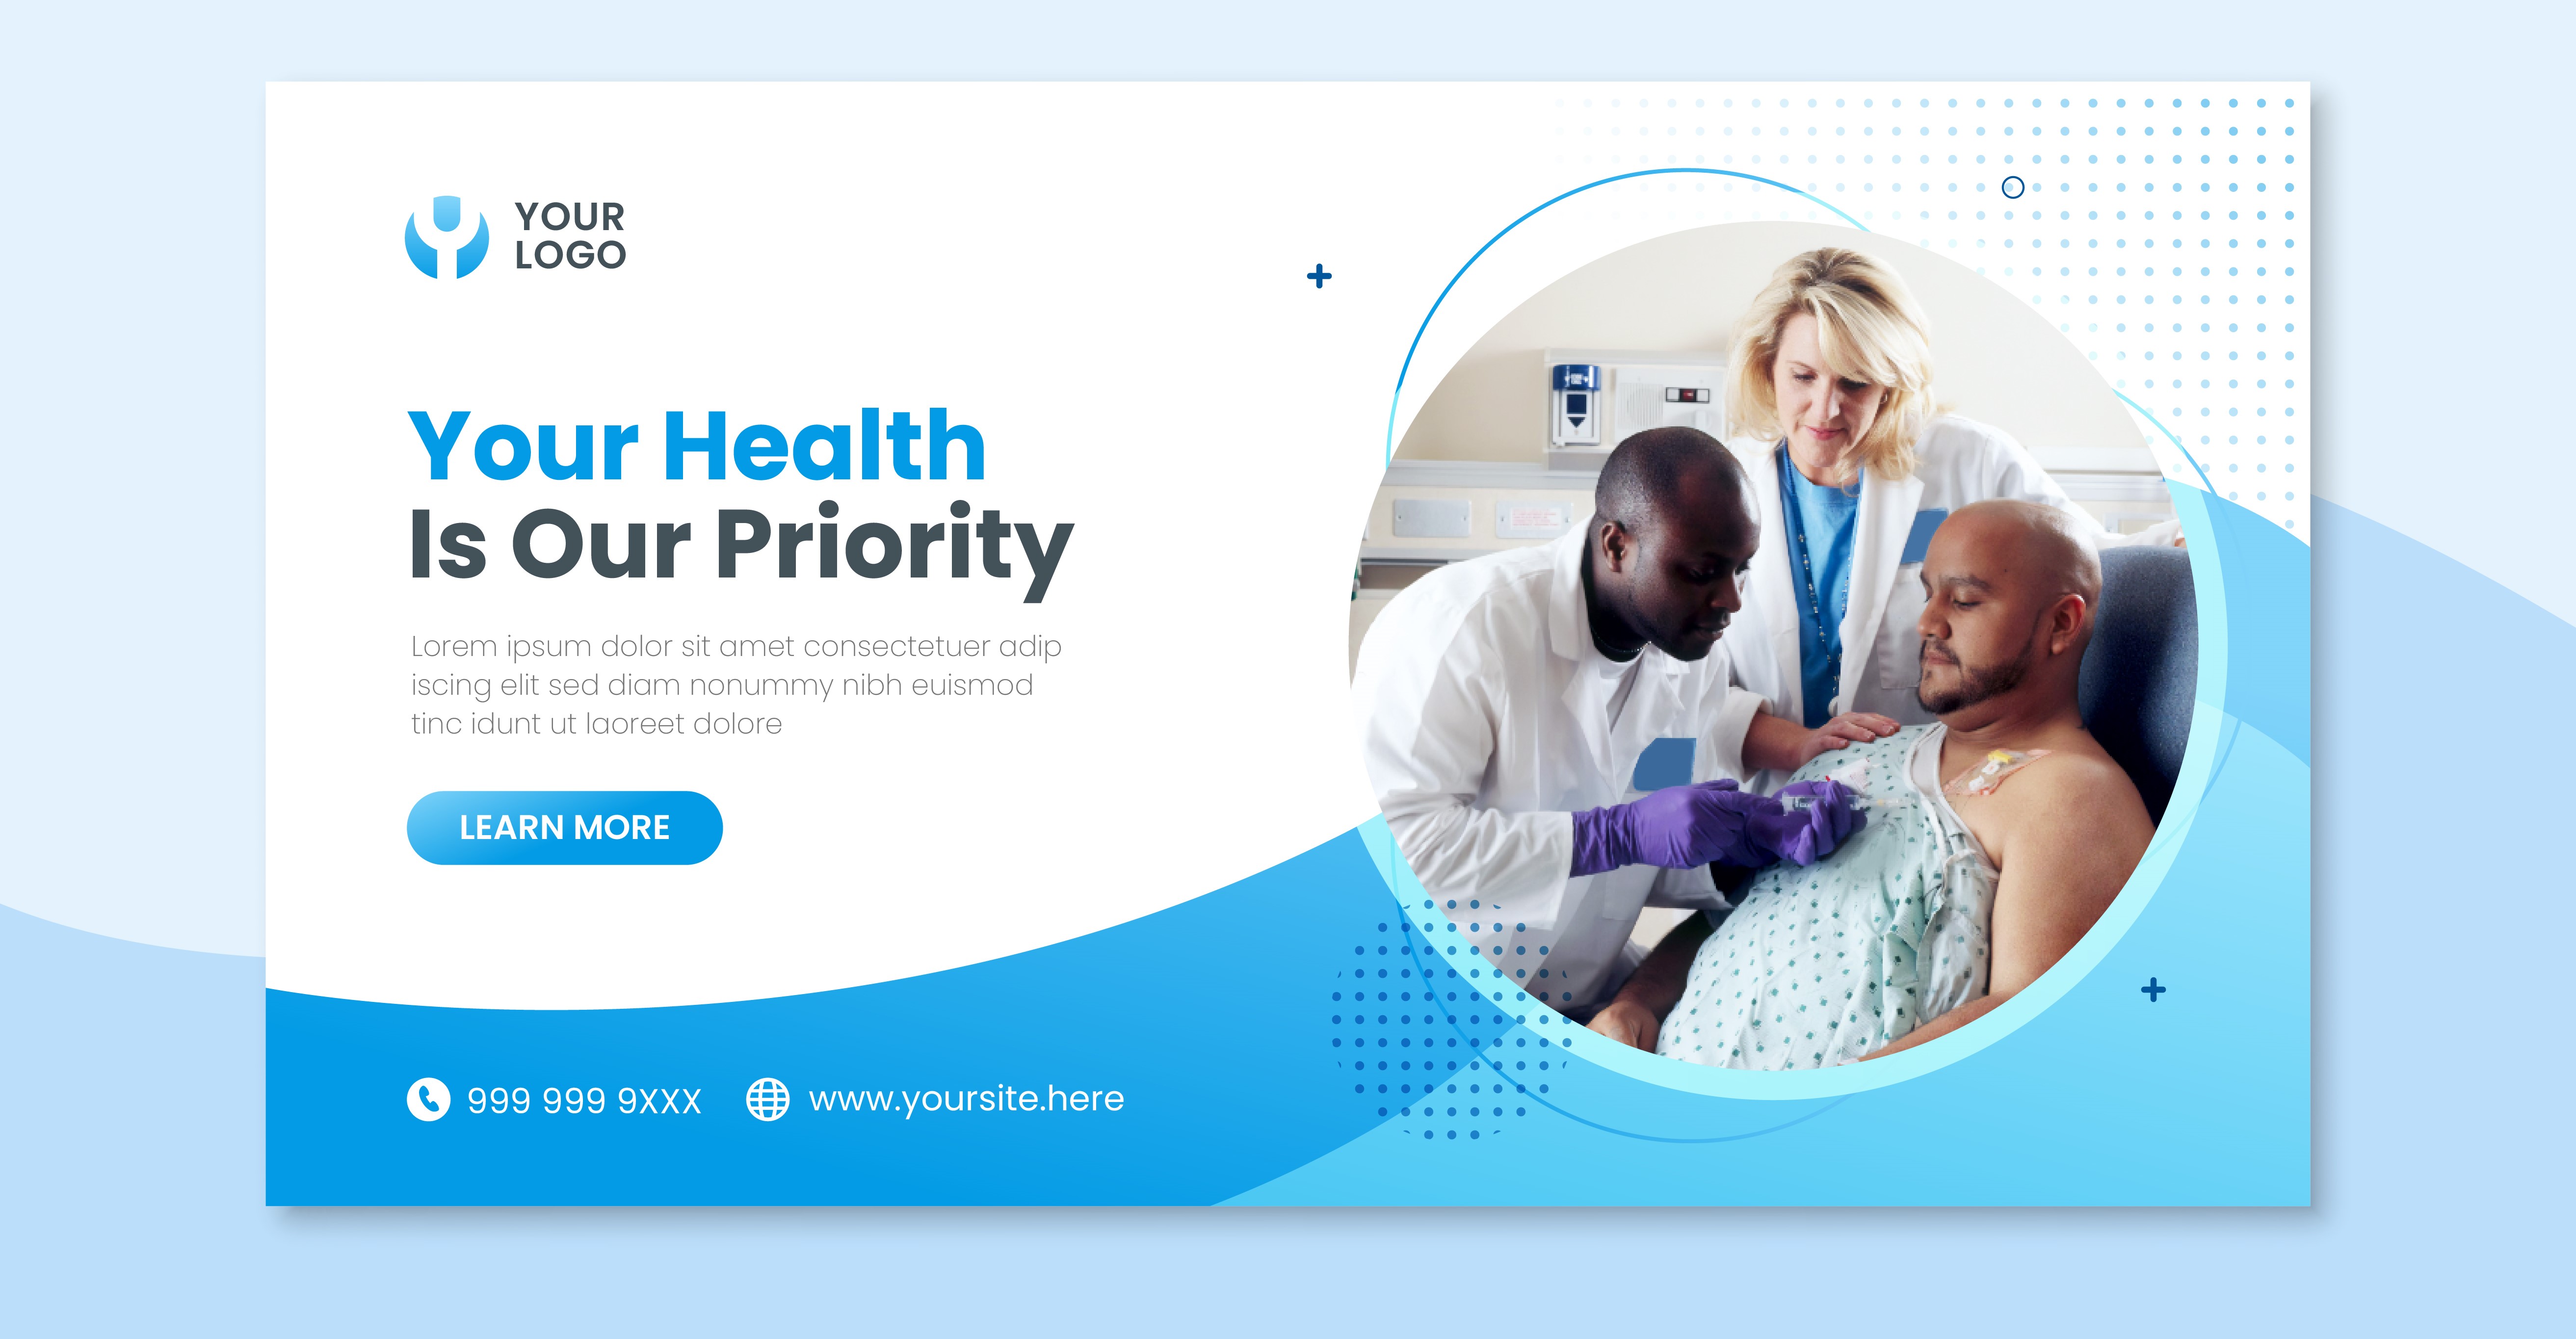 YOUR
LOGO
Your Health
Is Our Priority
Lorem ipsum dolor sit amet consectetuer adip
iscing elit sed diam nonummy nibh euismod
tinc idunt ut laoreet dolore
LEARN MORE
999 999 9XXX www.yoursite.here